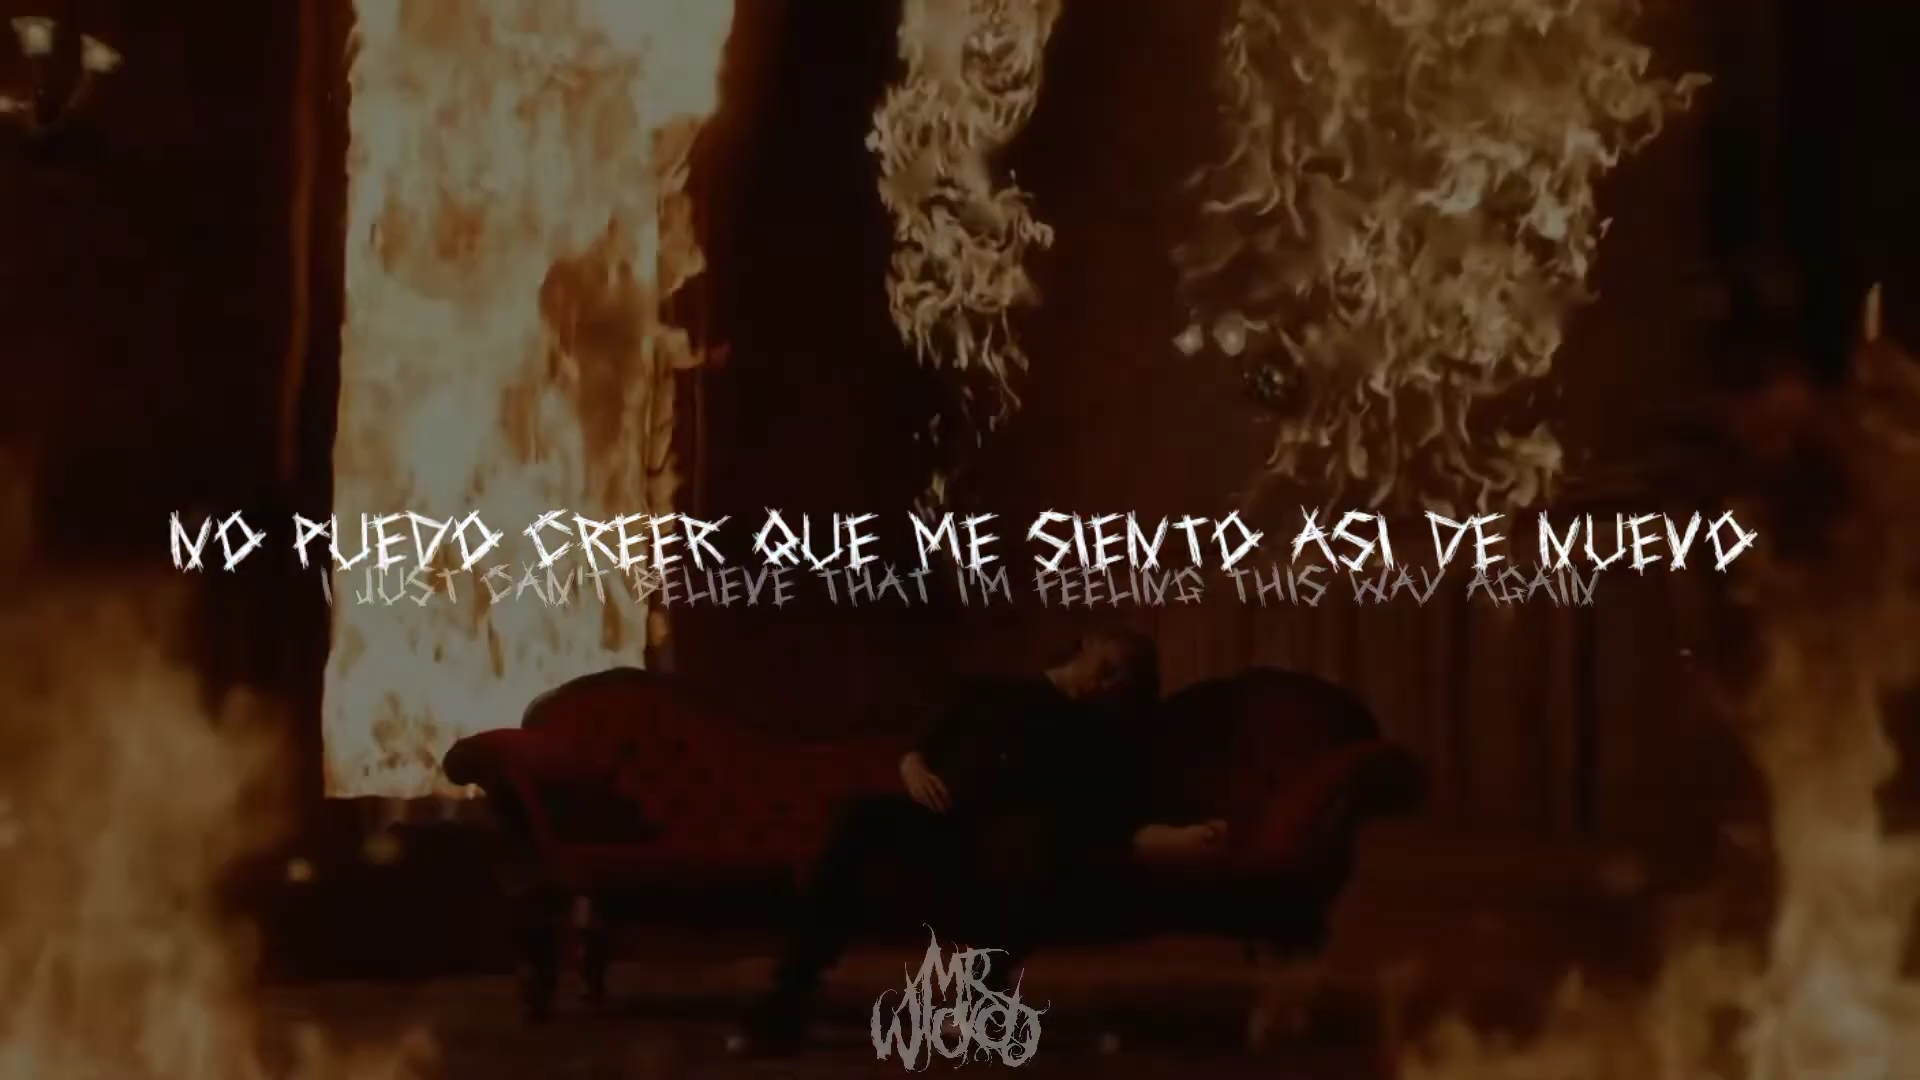 NO PUEDO CREER QUE ME SIENTO ASI DE NUEVO
I JUST CAN'T BELIEVE THAT I'M FEELING THIS WAY AGAIN
MR
WICKED